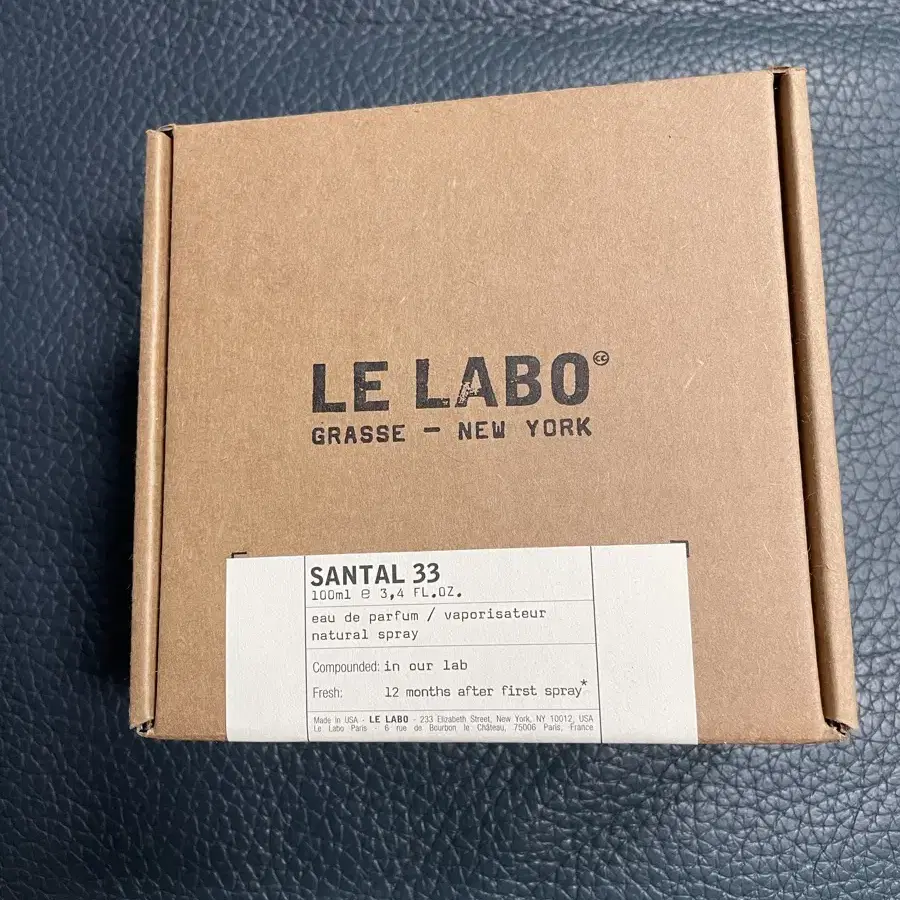 LE LABO
GRASSE — NEW YORK
SANTAL 33
100ml e 3,4 FL.OZ.
eau de parfum / vaporisateur
natural spray
Compounded: in our lab
Fresh: 12 months after first spray*
Made in USA - LE LABO - 233 Elizabeth Street, New York, NY 10012, USA
Le Labo Paris - 6 rue de Bourbon le Château, 75006 Paris, France